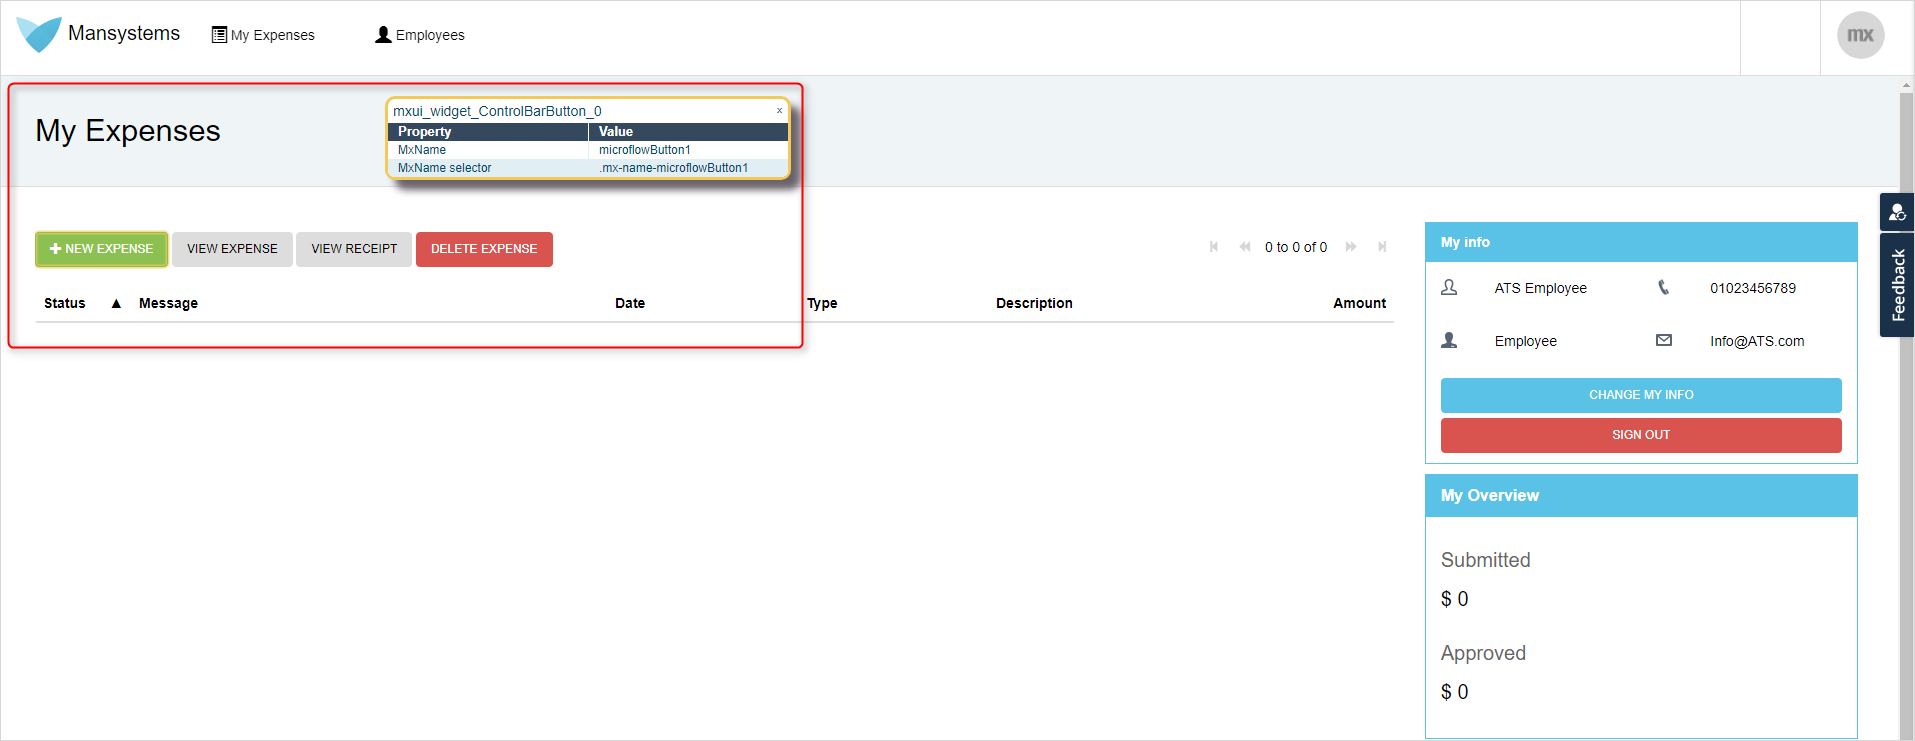 Mansystems
My Expenses
Employees
mx
My Expenses
mxui_widget_ControlBarButton_0
x
Property Value
MxName microflowButton1
MxName selector .mx-name-microflowButton1
NEW EXPENSE
VIEW EXPENSE
VIEW RECEIPT
DELETE EXPENSE
0 to 0 of 0
Status ▲ Message Date Type Description Amount
My info
ATS Employee 01023456789
Employee Info@ATS.com
CHANGE MY INFO
SIGN OUT
My Overview
Submitted
$ 0
Approved
$ 0
Feedback